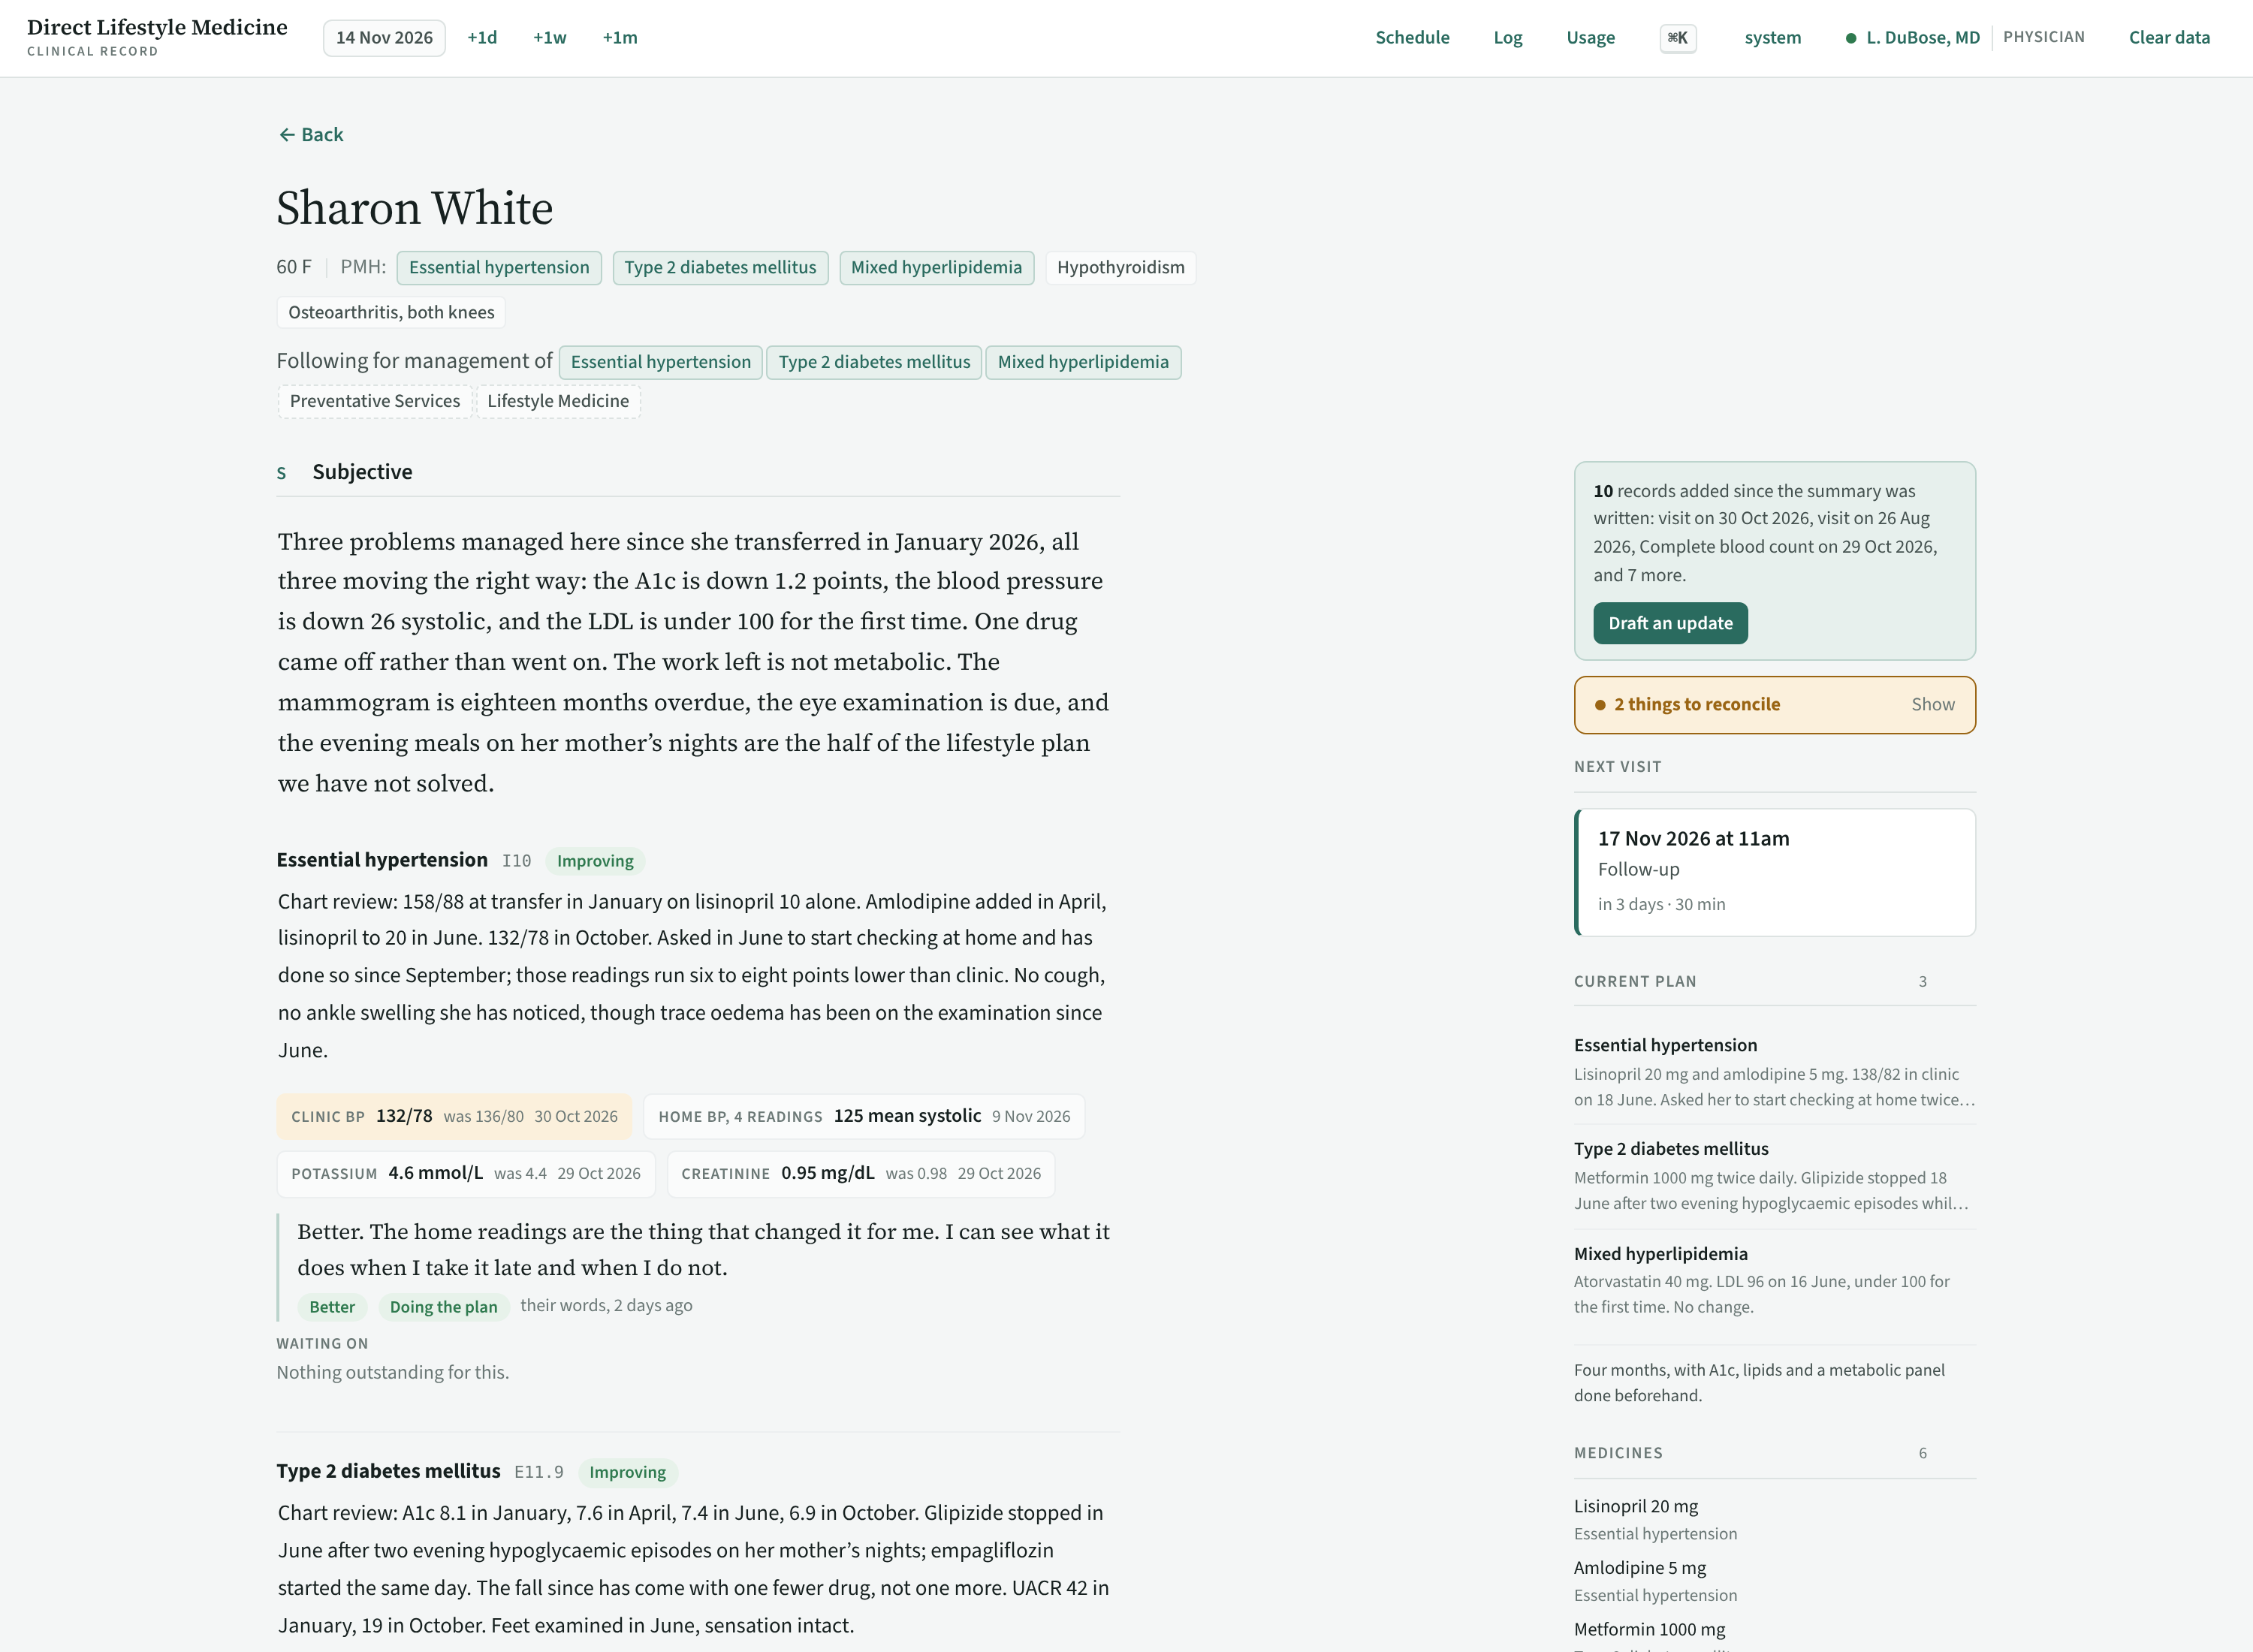 Direct Lifestyle Medicine
CLINICAL RECORD
14 Nov 2026 +1d +1w +1m
Schedule Log Usage ⌘K system L. DuBose, MD PHYSICIAN Clear data
← Back
Sharon White
60 F PMH: Essential hypertension Type 2 diabetes mellitus Mixed hyperlipidemia Hypothyroidism
Osteoarthritis, both knees
Following for management of Essential hypertension Type 2 diabetes mellitus Mixed hyperlipidemia
Preventative Services Lifestyle Medicine
S Subjective
Three problems managed here since she transferred in January 2026, all
three moving the right way: the A1c is down 1.2 points, the blood pressure
is down 26 systolic, and the LDL is under 100 for the first time. One drug
came off rather than went on. The work left is not metabolic. The
mammogram is eighteen months overdue, the eye examination is due, and
the evening meals on her mother’s nights are the half of the lifestyle plan
we have not solved.
Essential hypertension I10 Improving
Chart review: 158/88 at transfer in January on lisinopril 10 alone. Amlodipine added in April,
lisinopril to 20 in June. 132/78 in October. Asked in June to start checking at home and has
done so since September; those readings run six to eight points lower than clinic. No cough,
no ankle swelling she has noticed, though trace oedema has been on the examination since
June.
CLINIC BP 132/78 was 136/80 30 Oct 2026
HOME BP, 4 READINGS 125 mean systolic 9 Nov 2026
POTASSIUM 4.6 mmol/L was 4.4 29 Oct 2026
CREATININE 0.95 mg/dL was 0.98 29 Oct 2026
Better. The home readings are the thing that changed it for me. I can see what it
does when I take it late and when I do not.
Better Doing the plan their words, 2 days ago
WAITING ON
Nothing outstanding for this.
Type 2 diabetes mellitus E11.9 Improving
Chart review: A1c 8.1 in January, 7.6 in April, 7.4 in June, 6.9 in October. Glipizide stopped in
June after two evening hypoglycaemic episodes on her mother’s nights; empagliflozin
started the same day. The fall since has come with one fewer drug, not one more. UACR 42 in
January, 19 in October. Feet examined in June, sensation intact.
10 records added since the summary was
written: visit on 30 Oct 2026, visit on 26 Aug
2026, Complete blood count on 29 Oct 2026,
and 7 more.
Draft an update
2 things to reconcile Show
NEXT VISIT
17 Nov 2026 at 11am
Follow-up
in 3 days · 30 min
CURRENT PLAN 3
Essential hypertension
Lisinopril 20 mg and amlodipine 5 mg. 138/82 in clinic
on 18 June. Asked her to start checking at home twice…
Type 2 diabetes mellitus
Metformin 1000 mg twice daily. Glipizide stopped 18
June after two evening hypoglycaemic episodes whil…
Mixed hyperlipidemia
Atorvastatin 40 mg. LDL 96 on 16 June, under 100 for
the first time. No change.
Four months, with A1c, lipids and a metabolic panel
done beforehand.
MEDICINES 6
Lisinopril 20 mg
Essential hypertension
Amlodipine 5 mg
Essential hypertension
Metformin 1000 mg